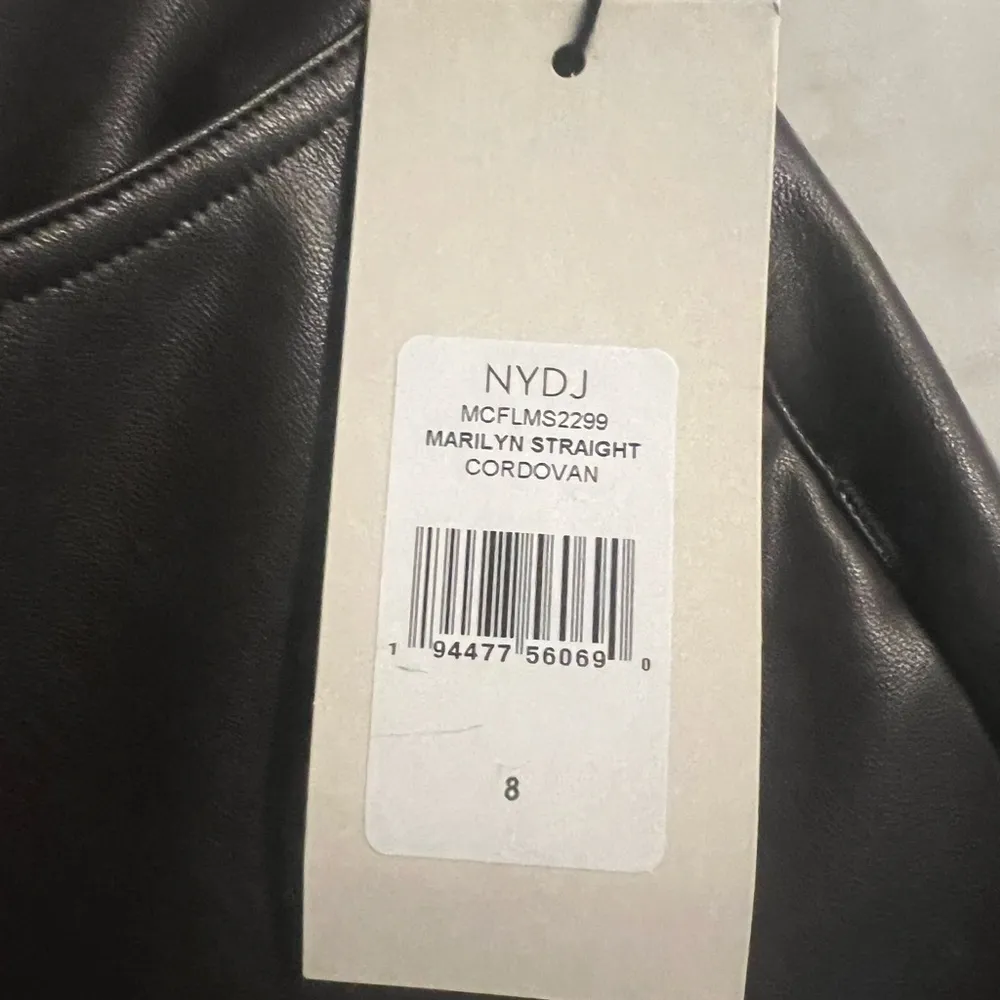 NYDJ
MCFLMS2299
MARILYN STRAIGHT
CORDOVAN
1 94477 56069 0
8